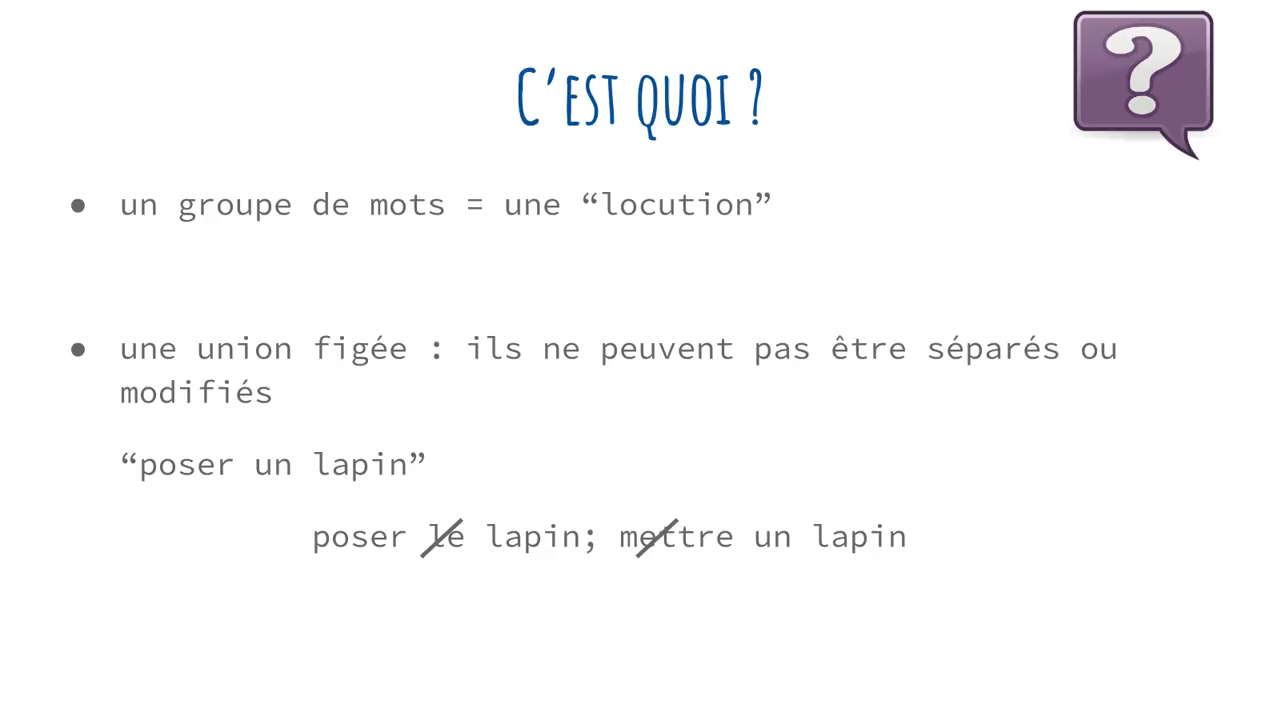 C'EST QUOI ?
● un groupe de mots = une “locution”
● une union figée : ils ne peuvent pas être séparés ou
modifiés
“poser un lapin”
poser le lapin; mettre un lapin